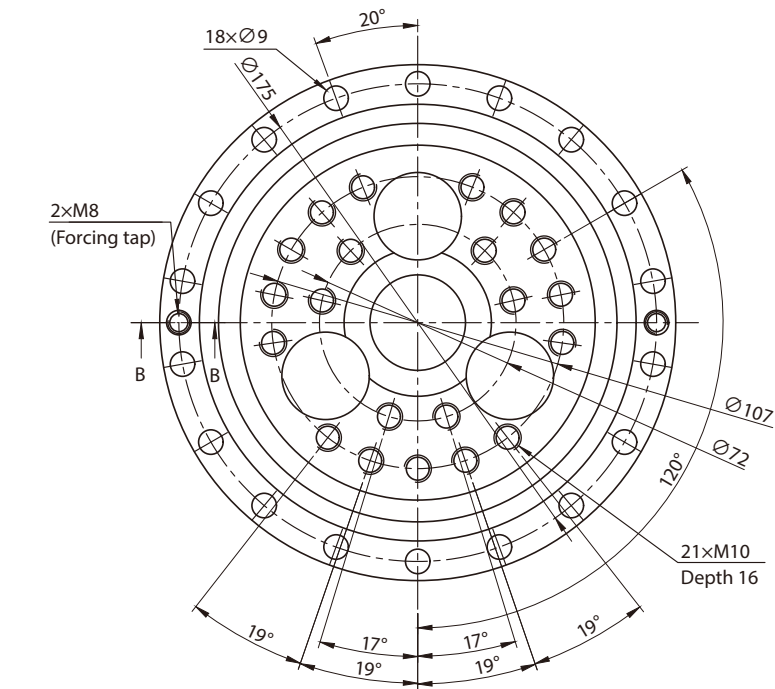 20°
18×∅9
∅175
2×M8
(Forcing tap)
B
B
∅107
∅72
120°
21×M10
Depth 16
19°
17°
17°
19°
19°
19°